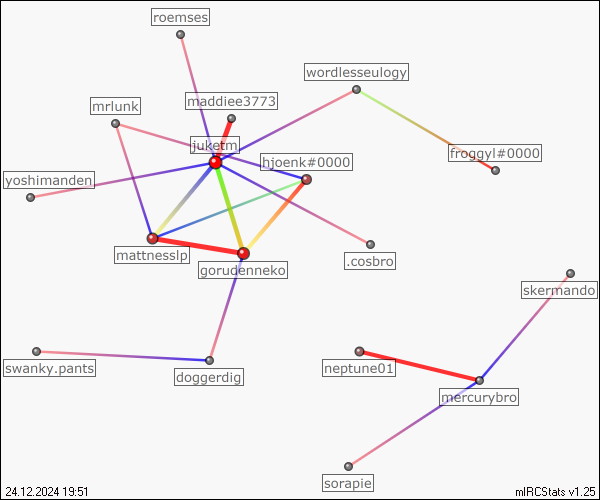 roemses
wordlesseulogy
maddiee3773
mrlunk
juketm
froggyl#0000
hjoenk#0000
yoshimanden
mattnesslp
.cosbro
gorudenneko
skermando
swanky.pants
neptune01
doggerdig
mercurybro
sorapie
24.12.2024 19:51
mIRCStats v1.25